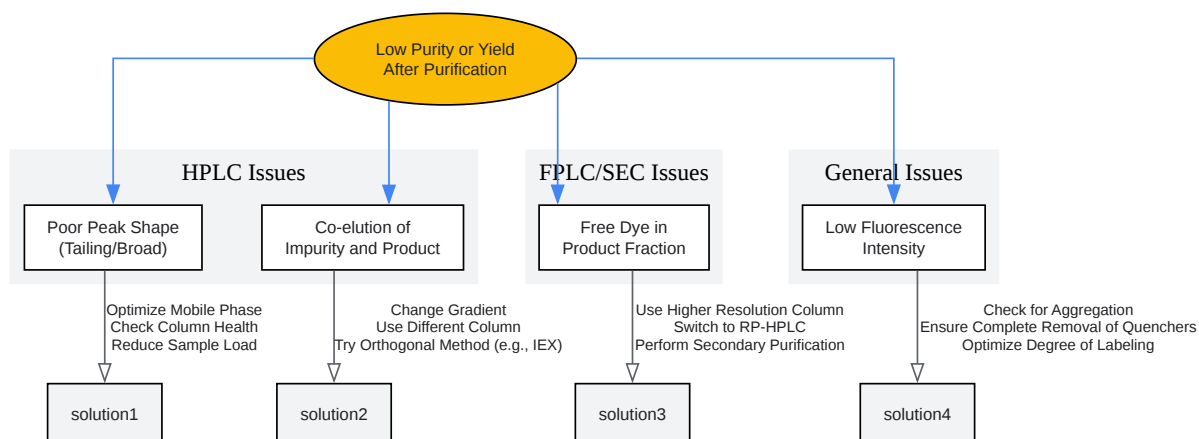 Low Purity or Yield
After Purification
HPLC Issues
FPLC/SEC Issues
General Issues
Poor Peak Shape
(Tailing/Broad)
Co-elution of
Impurity and Product
Free Dye in
Product Fraction
Low Fluorescence
Intensity
Optimize Mobile Phase
Check Column Health
Reduce Sample Load
Change Gradient
Use Different Column
Try Orthogonal Method (e.g., IEX)
Use Higher Resolution Column
Switch to RP-HPLC
Perform Secondary Purification
Check for Aggregation
Ensure Complete Removal of Quenchers
Optimize Degree of Labeling
solution1
solution2
solution3
solution4